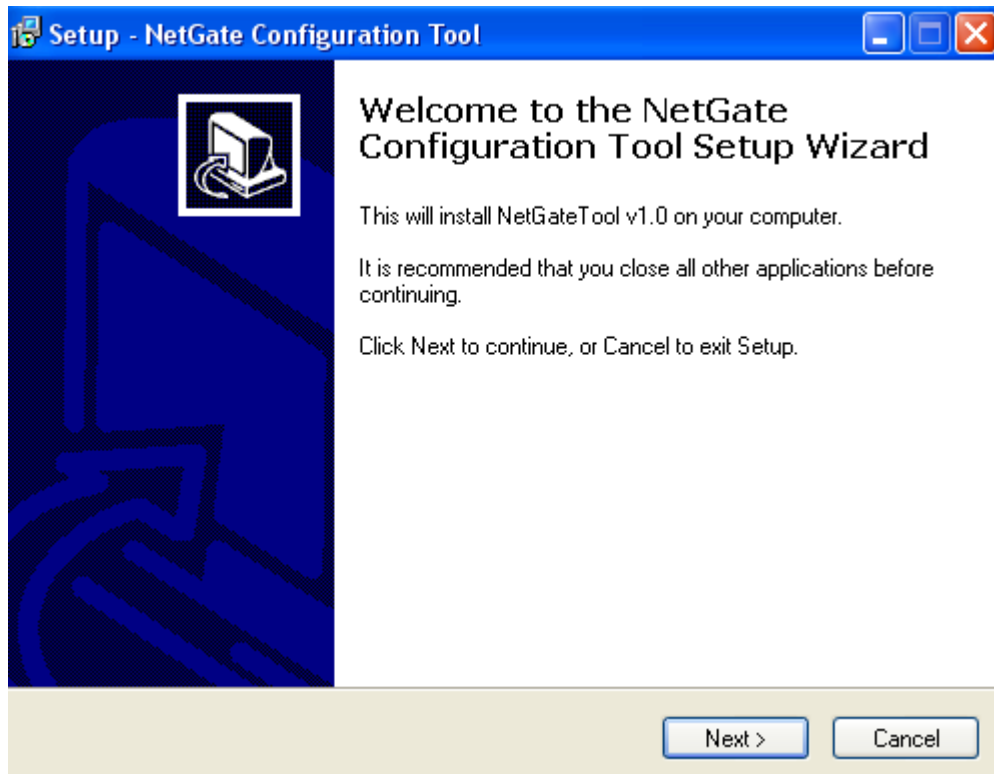 Setup - NetGate Configuration Tool
Welcome to the NetGate
Configuration Tool Setup Wizard
This will install NetGateTool v1.0 on your computer.
It is recommended that you close all other applications before
continuing.
Click Next to continue, or Cancel to exit Setup.
Next >
Cancel